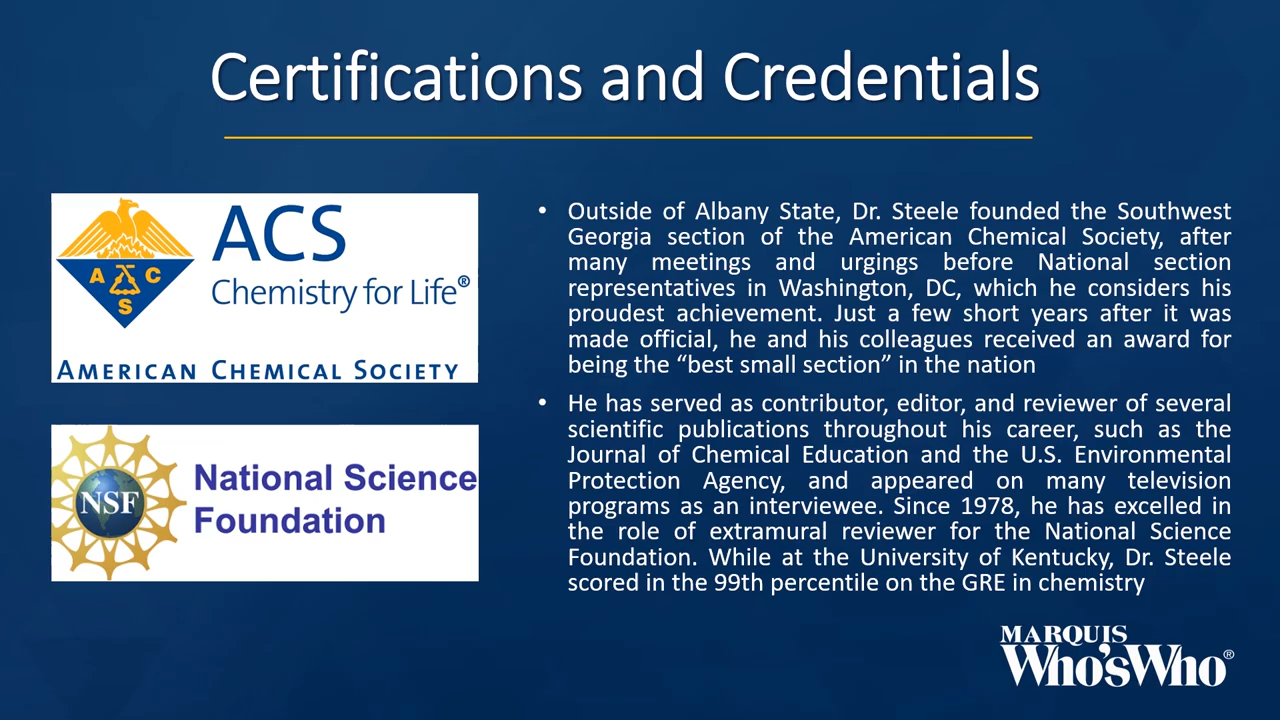 Certifications and Credentials
ACS
Chemistry for Life®
A C S
AMERICAN CHEMICAL SOCIETY
NSF
National Science
Foundation
• Outside of Albany State, Dr. Steele founded the Southwest
Georgia section of the American Chemical Society, after
many meetings and urgings before National section
representatives in Washington, DC, which he considers his
proudest achievement. Just a few short years after it was
made official, he and his colleagues received an award for
being the “best small section” in the nation
• He has served as contributor, editor, and reviewer of several
scientific publications throughout his career, such as the
Journal of Chemical Education and the U.S. Environmental
Protection Agency, and appeared on many television
programs as an interviewee. Since 1978, he has excelled in
the role of extramural reviewer for the National Science
Foundation. While at the University of Kentucky, Dr. Steele
scored in the 99th percentile on the GRE in chemistry
MARQUIS
Who'sWho®